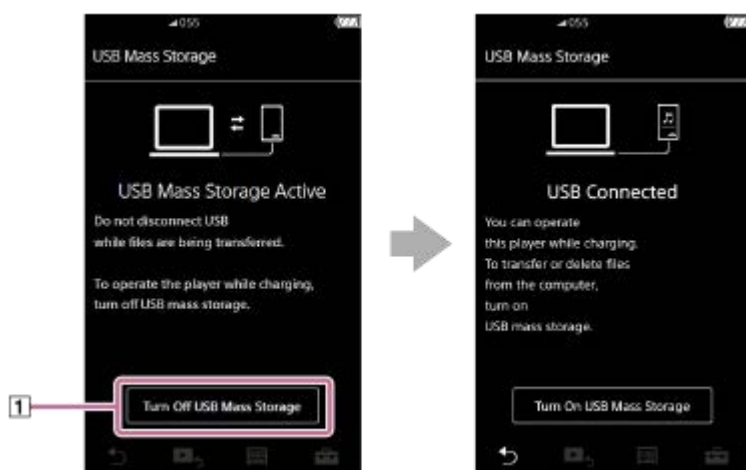 055
USB Mass Storage
USB Mass Storage Active
Do not disconnect USB
while files are being transferred.
To operate the player while charging,
turn off USB mass storage.
1
Turn Off USB Mass Storage
055
USB Mass Storage
USB Connected
You can operate
this player while charging.
To transfer or delete files
from the computer,
turn on
USB mass storage.
Turn On USB Mass Storage